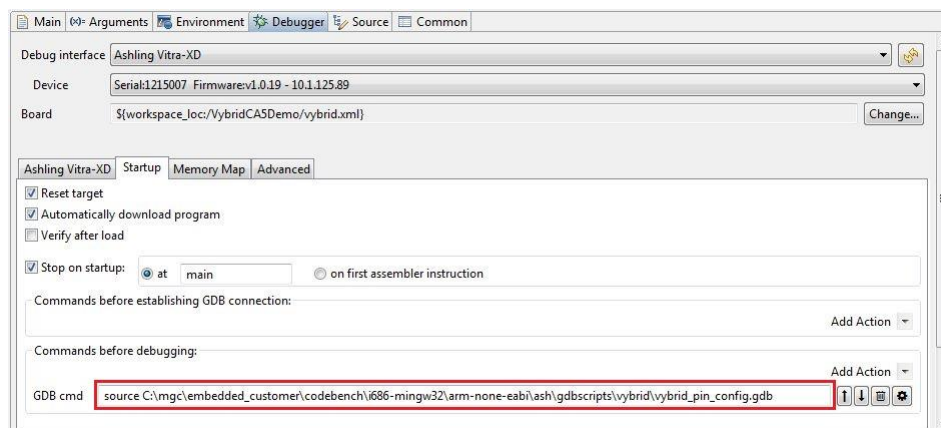 Main (x)= Arguments Environment Debugger Source Common
Debug interface Ashling Vitra-XD
Device Serial:1215007 Firmware:v1.0.19 - 10.1.125.89
Board ${workspace_loc:/VybridCA5Demo/vybrid.xml} Change...
Ashling Vitra-XD Startup Memory Map Advanced
Reset target
Automatically download program
Verify after load
Stop on startup: at main on first assembler instruction
Commands before establishing GDB connection:
Add Action
Commands before debugging:
Add Action
GDB cmd source C:\mgc\embedded_customer\codebench\i686-mingw32\arm-none-eabi\ash\gdbscripts\vybrid\vybrid_pin_config.gdb